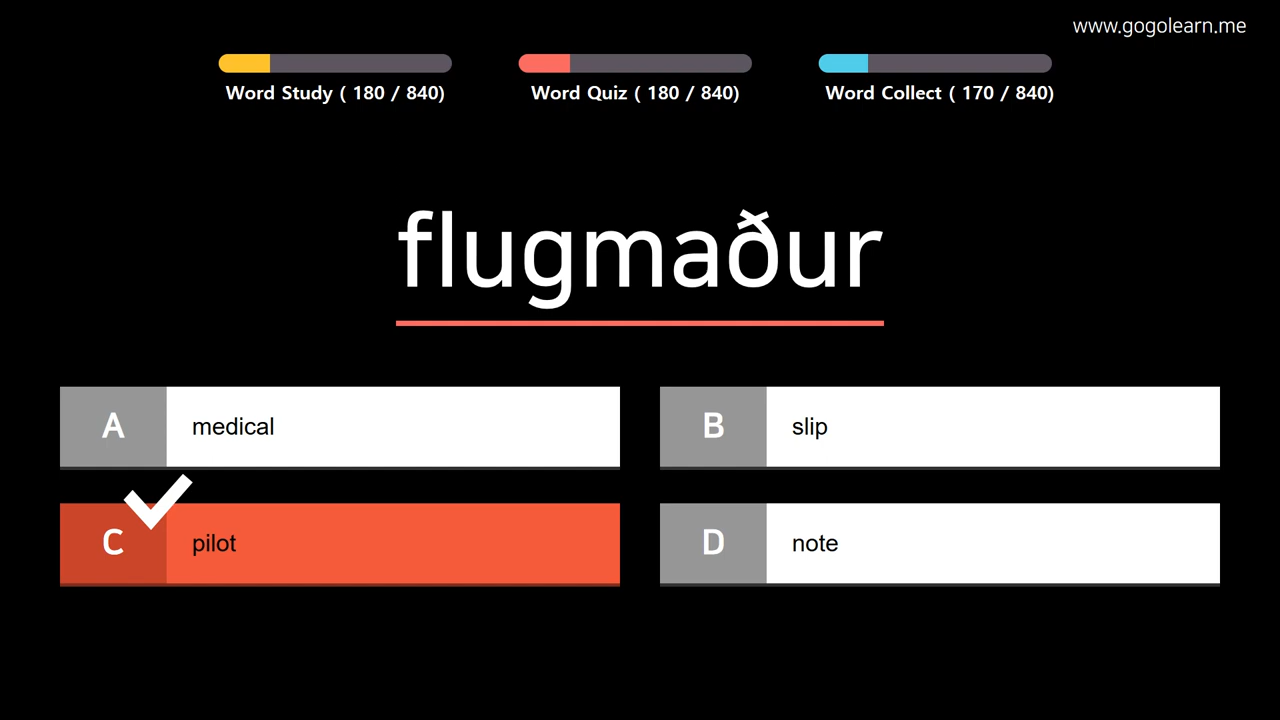 www.gogolearn.me
Word Study ( 180 / 840)
Word Quiz ( 180 / 840)
Word Collect ( 170 / 840)
flugmaður
A medical
B slip
C pilot
D note